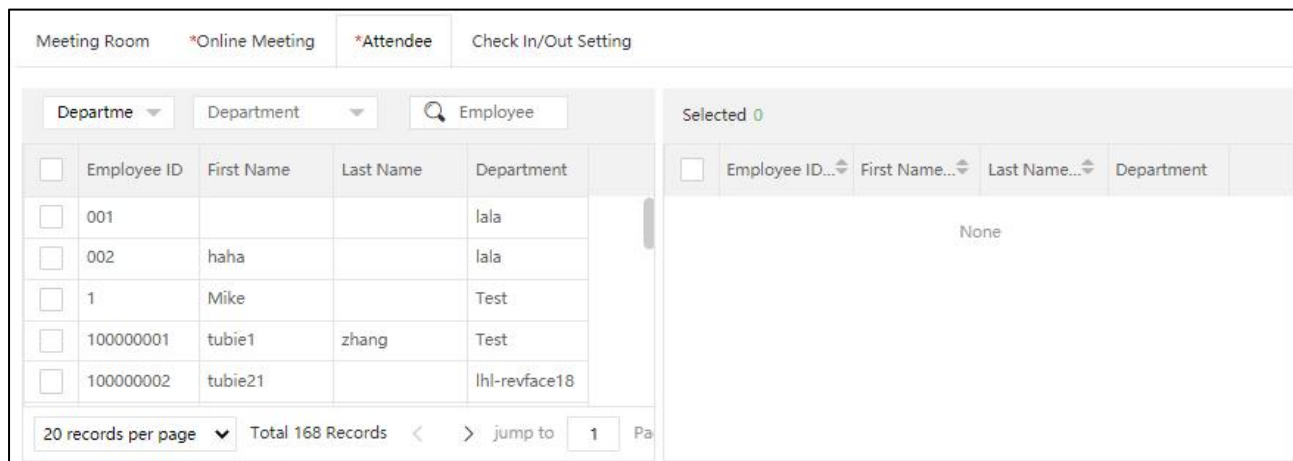 Meeting Room *Online Meeting *Attendee Check In/Out Setting
Departme Department Employee
Selected 0
Employee ID First Name Last Name Department
Employee ID... First Name... Last Name... Department
001 lala
None
002 haha lala
1 Mike Test
100000001 tubie1 zhang Test
100000002 tubie21 lhl-revface18
20 records per page Total 168 Records < > jump to 1 Pa